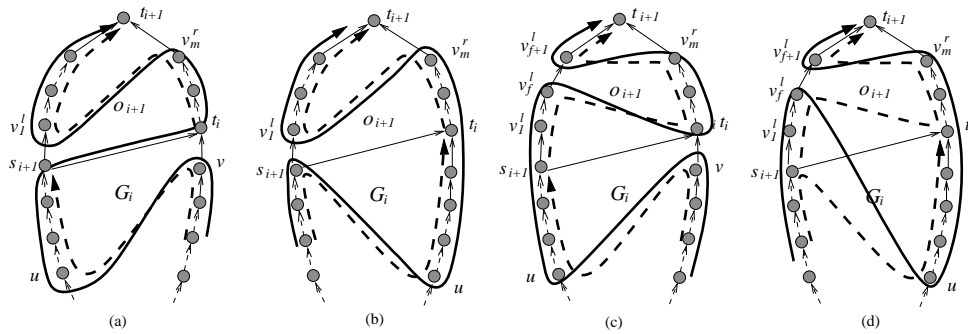 t_{i+1}
v_m^r
o_{i+1}
v_1^l
t_i
s_{i+1}
v
G_i
u
(a)
t_{i+1}
v_m^r
o_{i+1}
v_1^l
t_i
s_{i+1}
G_i
u
(b)
t_{i+1}
v_{f+1}^l
v_m^r
v_f^l
o_{i+1}
v_1^l
t_i
s_{i+1}
v
G_i
u
(c)
t_{i+1}
v_{f+1}^l
v_m^r
v_f^l
o_{i+1}
v_1^l
t
s_{i+1}
G_i
u
(d)